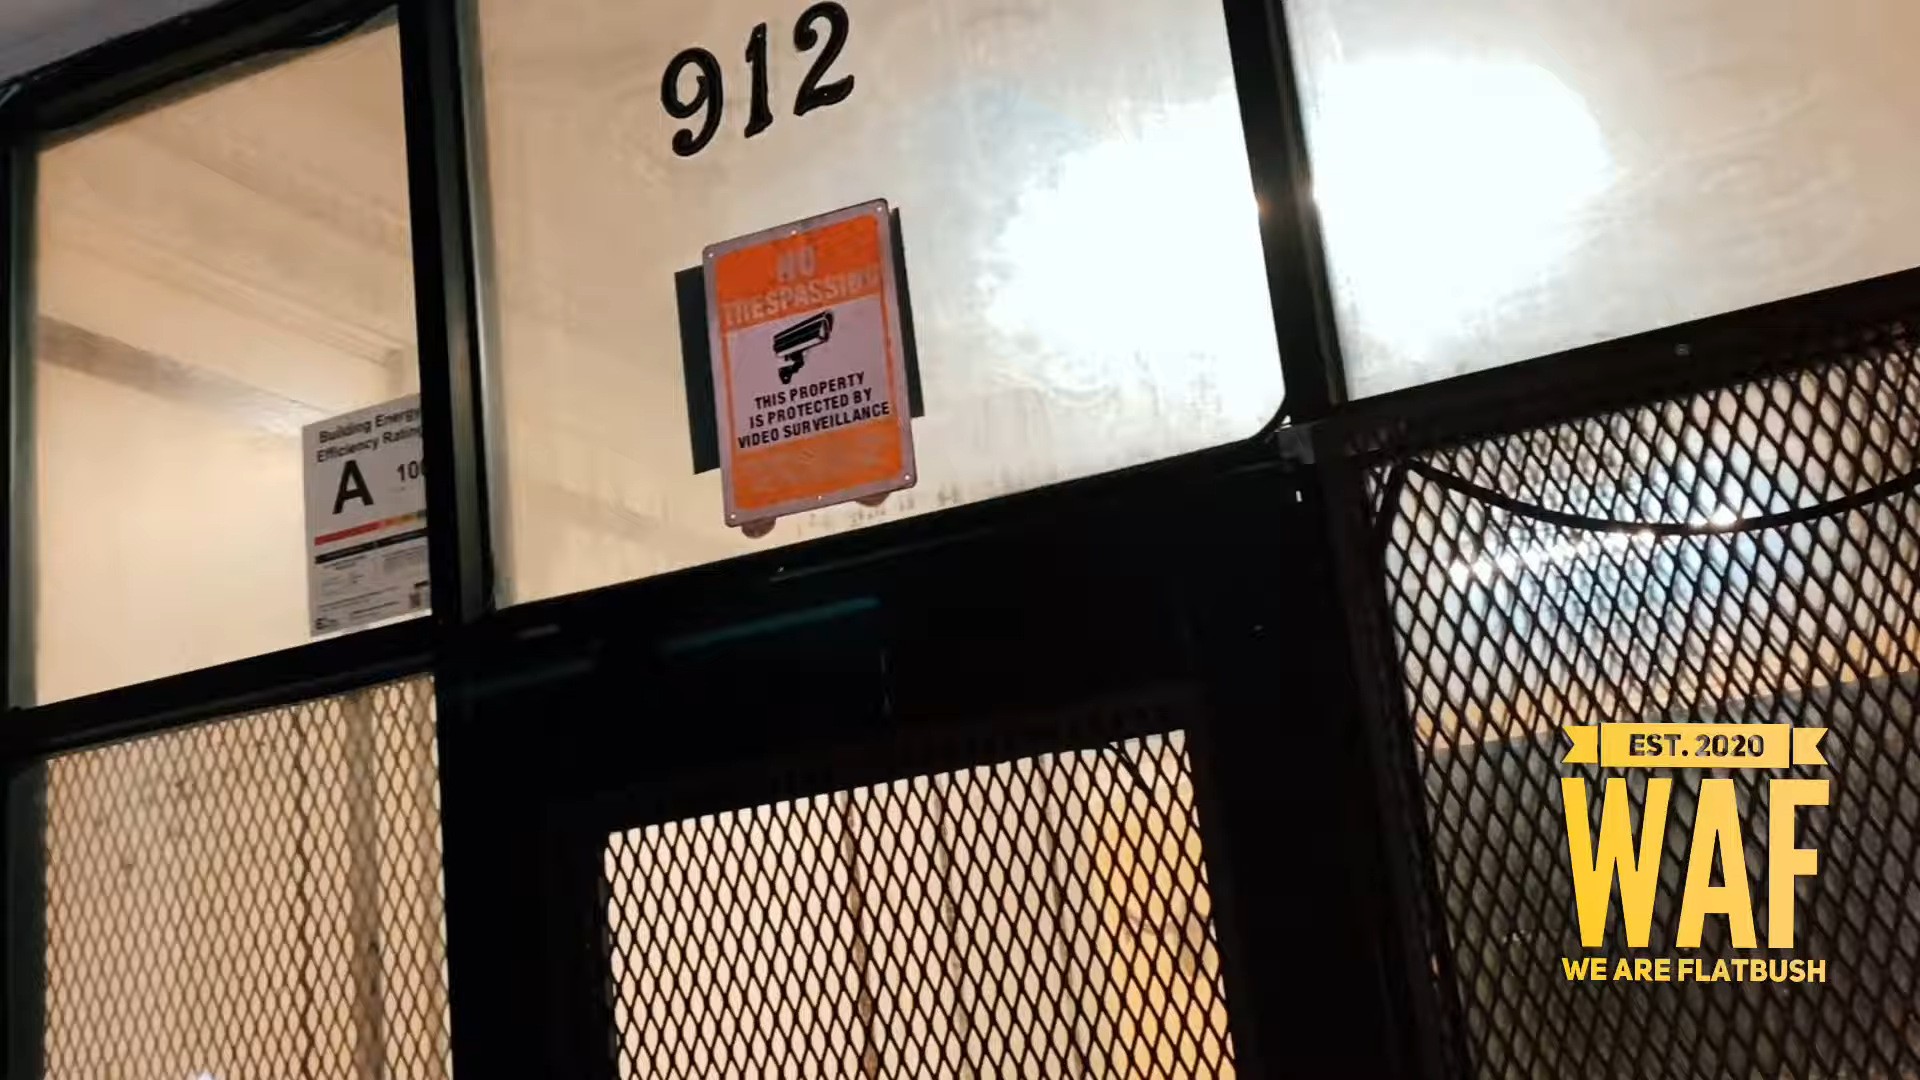 912
NO
TRESPASSING
THIS PROPERTY
IS PROTECTED BY
VIDEO SURVEILLANCE
Building Energy
Efficiency Rating
A
EST. 2020
WAF
WE ARE FLATBUSH